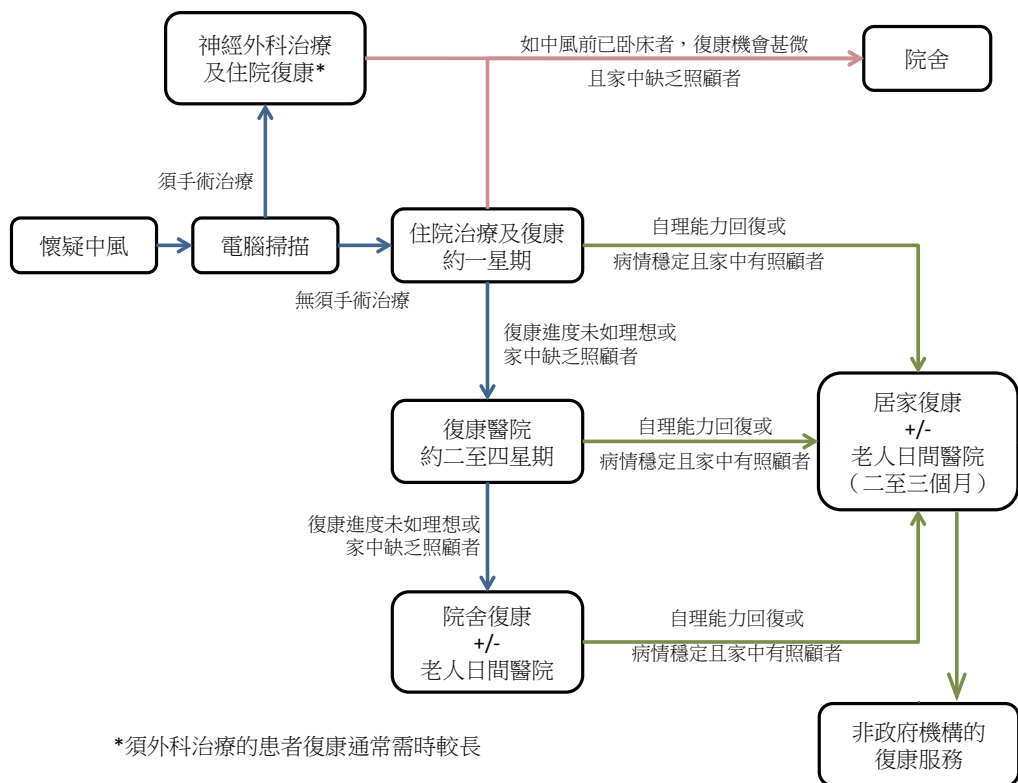 神經外科治療
及住院復康*
如中風前已卧床者，復康機會甚微
且家中缺乏照顧者
院舍
須手術治療
懷疑中風
電腦掃描
住院治療及復康
約一星期
自理能力回復或
病情穩定且家中有照顧者
無須手術治療
復康進度未如理想或
家中缺乏照顧者
復康醫院
約二至四星期
自理能力回復或
病情穩定且家中有照顧者
居家復康
+/-
老人日間醫院
（二至三個月）
復康進度未如理想或
家中缺乏照顧者
院舍復康
+/-
老人日間醫院
自理能力回復或
病情穩定且家中有照顧者
非政府機構的
復康服務
*須外科治療的患者復康通常需時較長